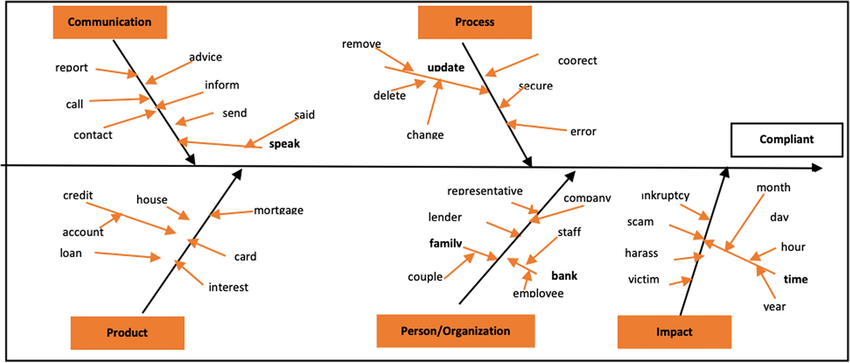 Communication
Process
report
advice
inform
call
send
contact
said
speak
remove
update
delete
change
coorect
secure
error
Compliant
credit
house
mortgage
account
loan
card
interest
representative
company
lender
staff
family
couple
bank
employee
nkruptcy
month
scam
day
harass
hour
victim
time
year
Product
Person/Organization
Impact